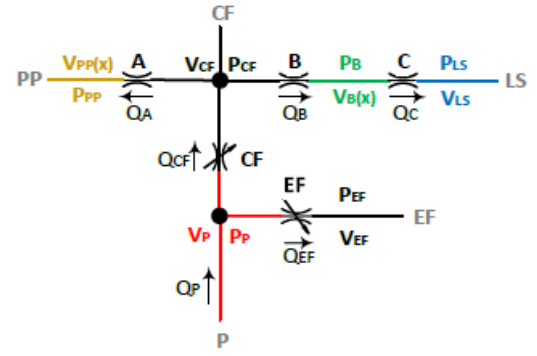 CF
VPP(x) A VCF PCF B PB C PLS
PP LS
PPP QA QB VB(x) QC VLS
QCF CF
EF PEF
EF
VP PP QEF VEF
QP
P